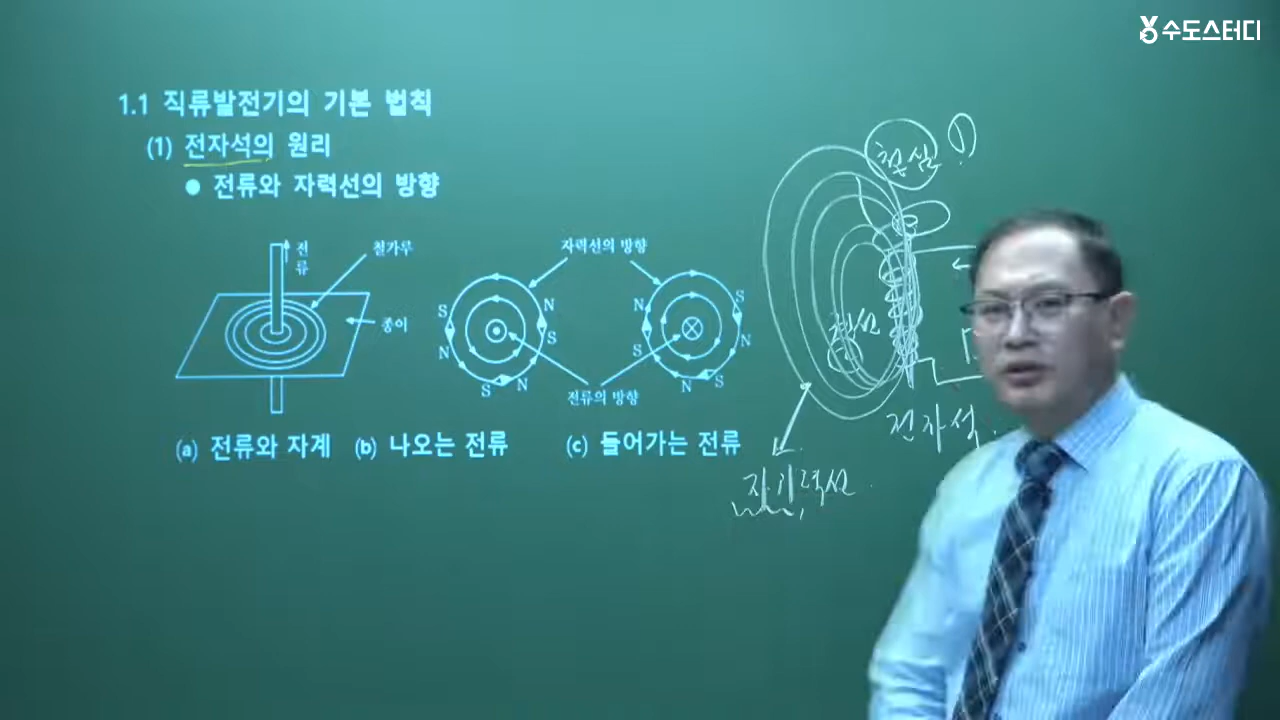 수도스터디
1.1 직류발전기의 기본 법칙
(1) 전자석의 원리
● 전류와 자력선의 방향
전류
철가루
종이
자력선의 방향
S
N
N
S
S
N
N
S
S
N
N
S
전류의 방향
(a) 전류와 자계
(b) 나오는 전류
(c) 들어가는 전류
철심
전자석.
자기력선.